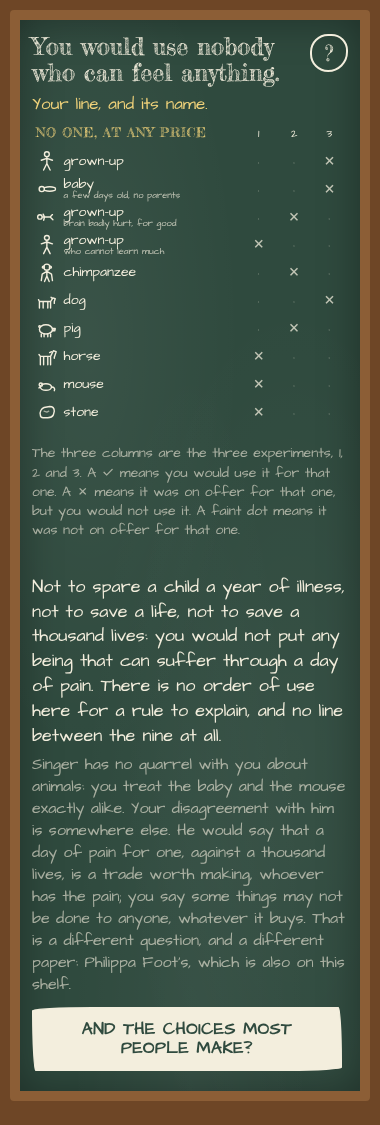 You would use nobody
who can feel anything.
?
Your line, and its name.
NO ONE, AT ANY PRICE 1 2 3
grown-up · · ×
baby · · ×
a few days old, no parents
grown-up · × ·
brain badly hurt, for good
grown-up × · ·
who cannot learn much
chimpanzee · × ·
dog · · ×
pig · × ·
horse × · ·
mouse × · ·
stone × · ·
The three columns are the three experiments, 1,
2 and 3. A ✓ means you would use it for that
one. A × means it was on offer for that one,
but you would not use it. A faint dot means it
was not on offer for that one.
Not to spare a child a year of illness,
not to save a life, not to save a
thousand lives: you would not put any
being that can suffer through a day
of pain. There is no order of use
here for a rule to explain, and no line
between the nine at all.
Singer has no quarrel with you about
animals: you treat the baby and the mouse
exactly alike. Your disagreement with him
is somewhere else. He would say that a
day of pain for one, against a thousand
lives, is a trade worth making, whoever
has the pain; you say some things may not
be done to anyone, whatever it buys. That
is a different question, and a different
paper: Philippa Foot's, which is also on this
shelf.
AND THE CHOICES MOST
PEOPLE MAKE?